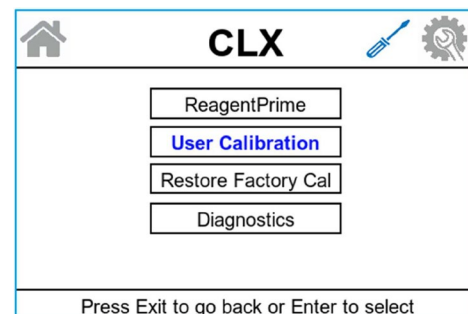 CLX
ReagentPrime
User Calibration
Restore Factory Cal
Diagnostics
Press Exit to go back or Enter to select